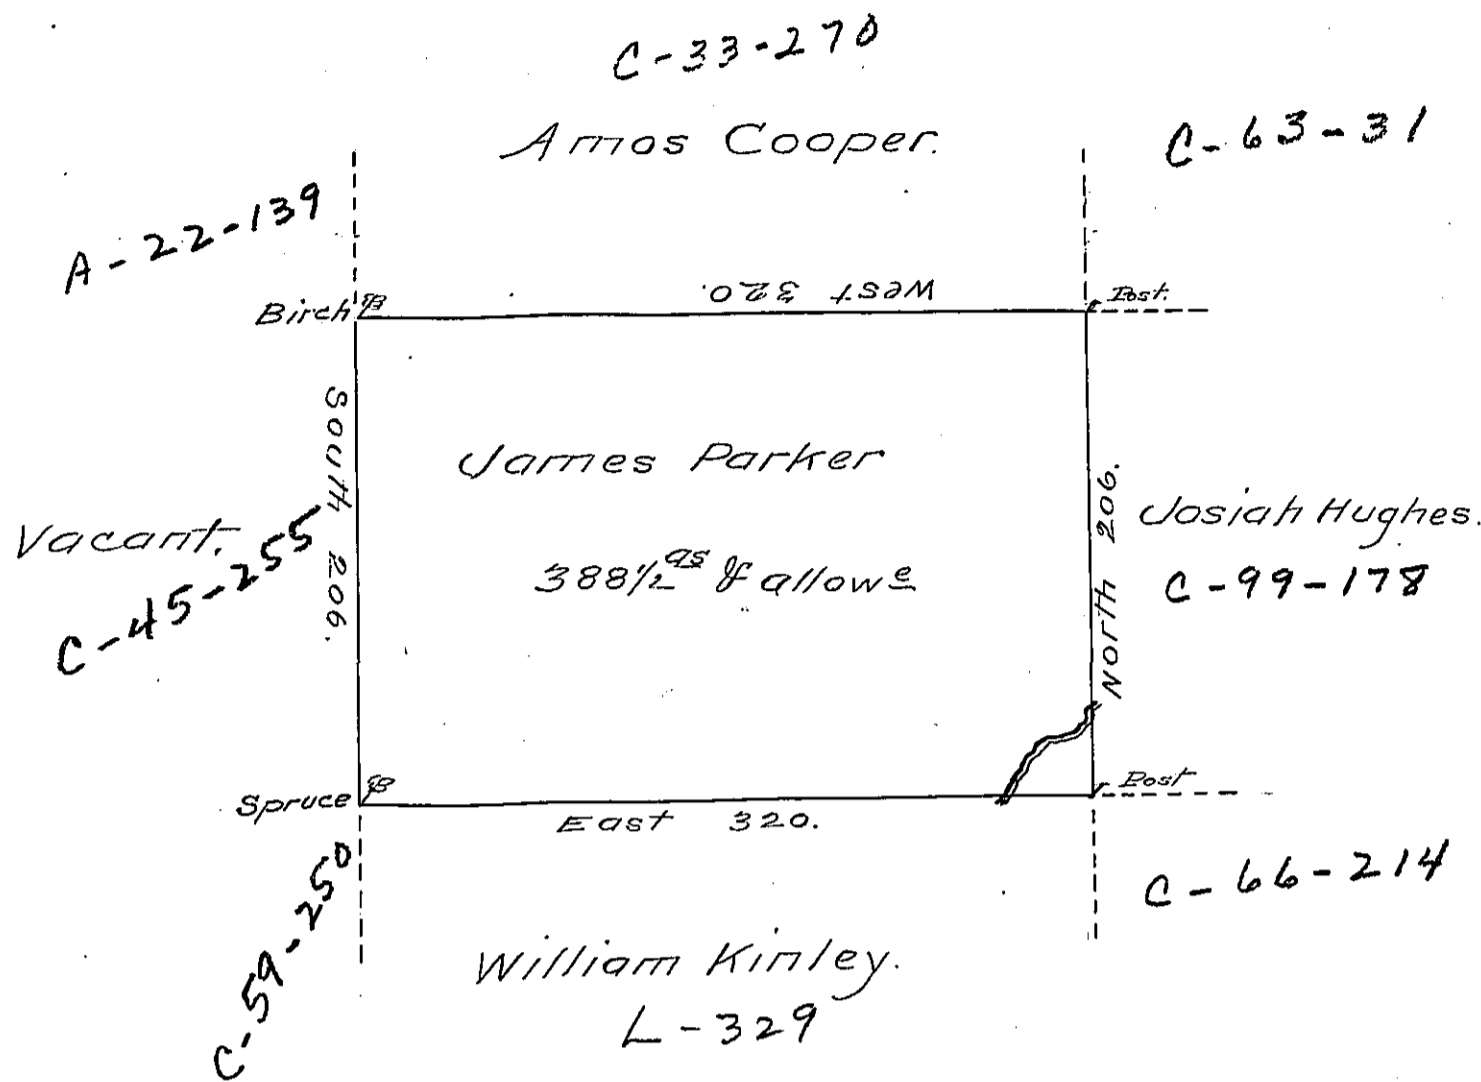 C-33-270
Amos Cooper.
C-63-31
A-22-139
West 320.
Birch
Post.
South 206.
James Parker
North 206.
Josiah Hughes.
Vacant.
C-45-255
388½ as & allowe
C-99-178
Spruce
Post
East 320.
C-59-250
C-66-214
William Kinley.
L-329